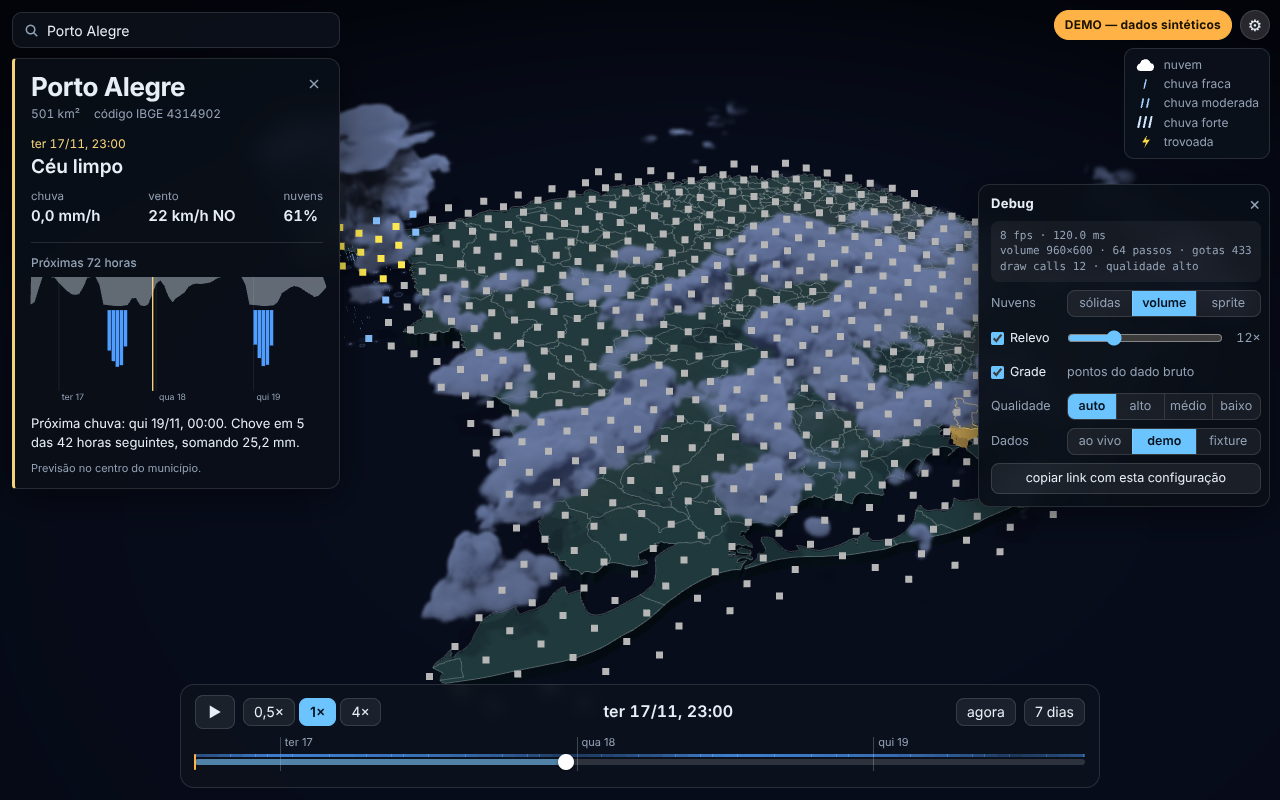 Porto Alegre
DEMO — dados sintéticos
nuvem
chuva fraca
chuva moderada
chuva forte
trovoada
Porto Alegre
501 km² código IBGE 4314902
ter 17/11, 23:00
Céu limpo
chuva vento nuvens
0,0 mm/h 22 km/h NO 61%
Próximas 72 horas
ter 17 qua 18 qui 19
Próxima chuva: qui 19/11, 00:00. Chove em 5
das 42 horas seguintes, somando 25,2 mm.
Previsão no centro do município.
Debug
8 fps · 120.0 ms
volume 960×600 · 64 passos · gotas 433
draw calls 12 · qualidade alto
Nuvens sólidas volume sprite
Relevo 12×
Grade pontos do dado bruto
Qualidade auto alto médio baixo
Dados ao vivo demo fixture
copiar link com esta configuração
0,5× 1× 4× ter 17/11, 23:00 agora 7 dias
ter 17 qua 18 qui 19